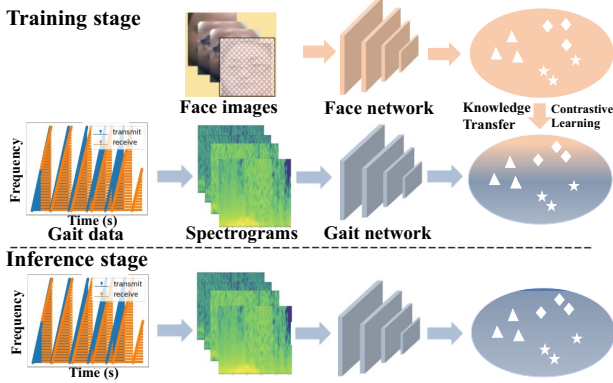 Training stage
Face images
Face network
Knowledge
Transfer
Contrastive
Learning
transmit
receive
Frequency
Time (s)
Gait data
Spectrograms
Gait network
Inference stage
transmit
receive
Frequency
Time (s)